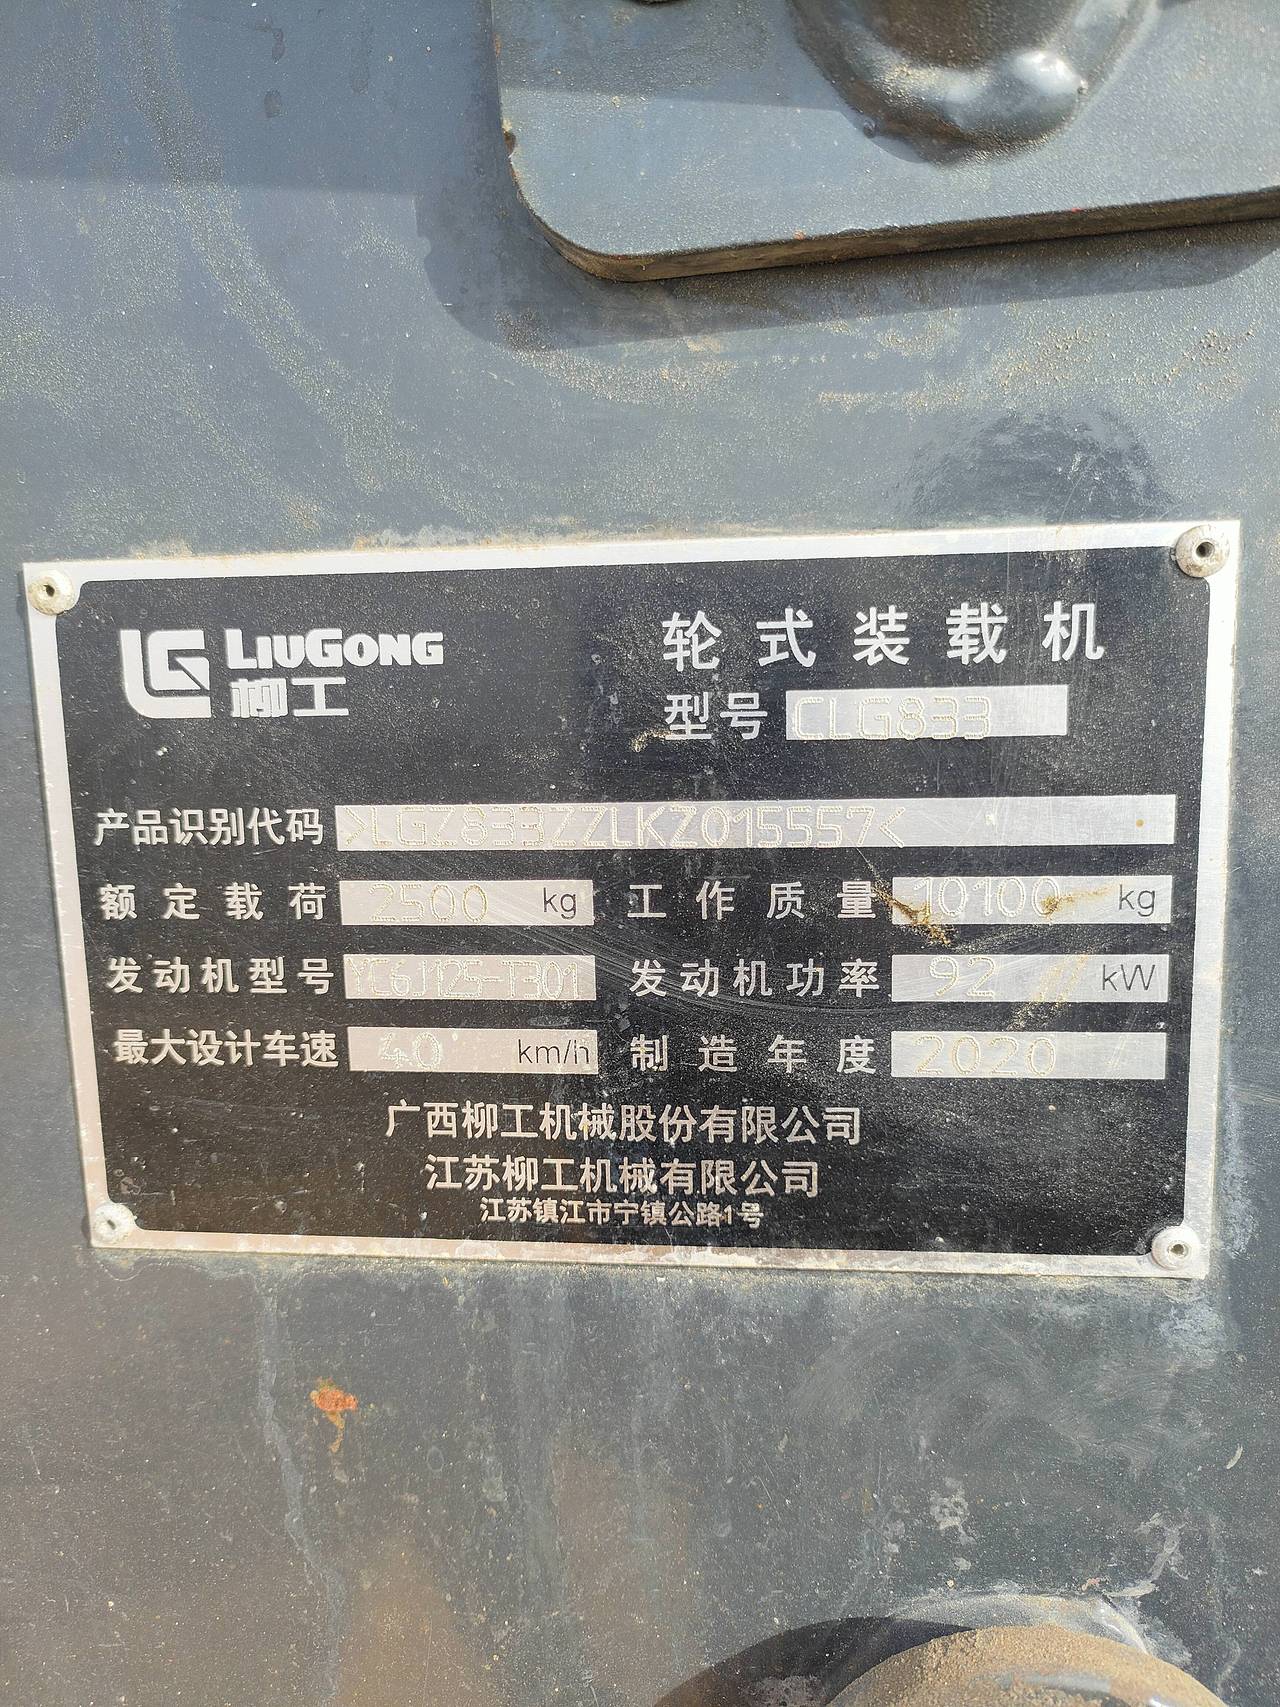 LG LIUGONG
柳工
轮式装载机
型号 CLG833
产品识别代码 >LGZ833ZZLKZ015557<
额定载荷 2500 kg 工作质量 10100 kg
发动机型号 YC6J125-T301 发动机功率 92 kW
最大设计车速 40 km/h 制造年度 2020
广西柳工机械股份有限公司
江苏柳工机械有限公司
江苏镇江市宁镇公路1号